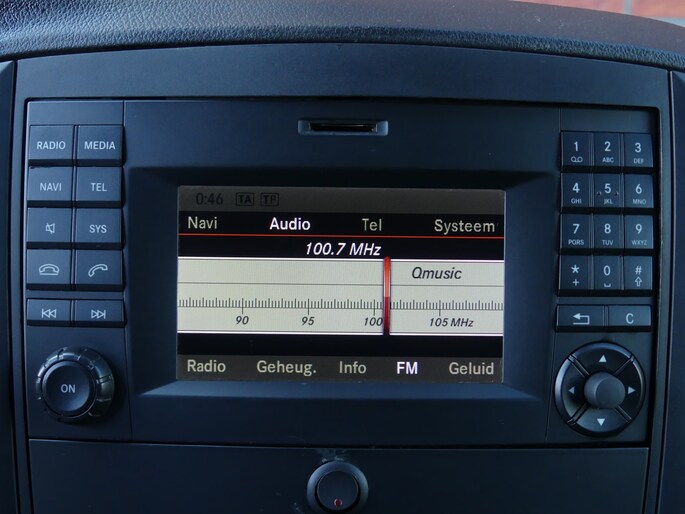 RADIO MEDIA
NAVI TEL
SYS
ON
0:46 TA TP
Navi Audio Tel Systeem
100.7 MHz
Qmusic
90 95 100 105 MHz
Radio Geheug. Info FM Geluid
1 2 3
ABC DEF
4 5 6
GHI JKL MNO
7 8 9
PQRS TUV WXYZ
* 0 #
+
C